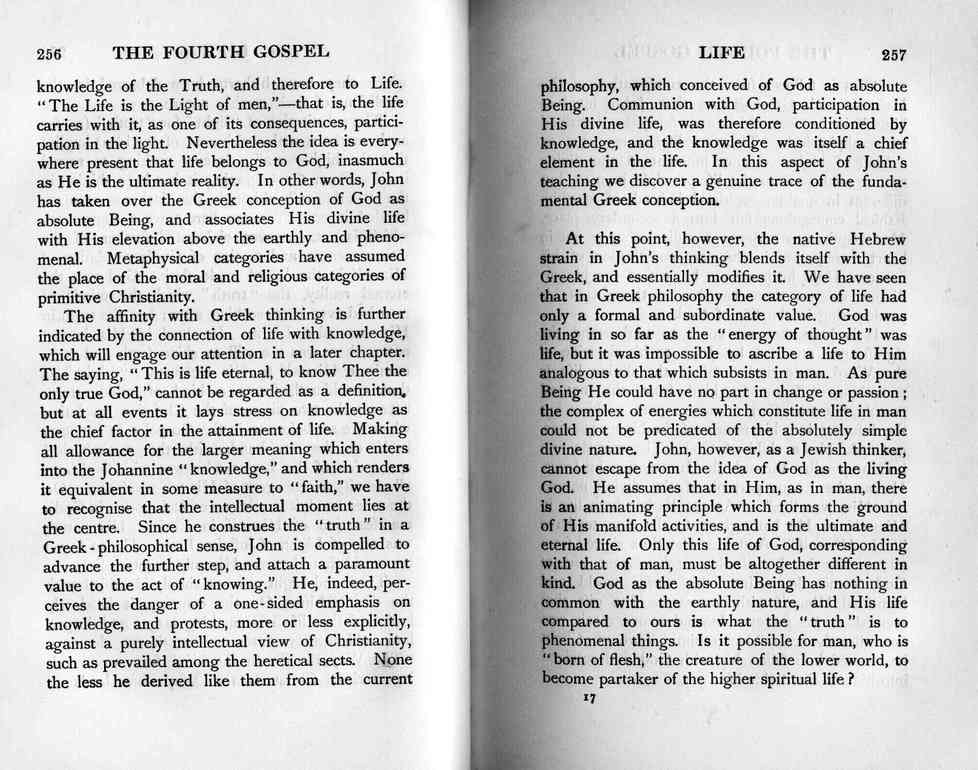 256 THE FOURTH GOSPEL
knowledge of the Truth, and therefore to Life.
“The Life is the Light of men,”—that is, the life
carries with it, as one of its consequences, partici-
pation in the light. Nevertheless the idea is every-
where present that life belongs to God, inasmuch
as He is the ultimate reality. In other words, John
has taken over the Greek conception of God as
absolute Being, and associates His divine life
with His elevation above the earthly and pheno-
menal. Metaphysical categories have assumed
the place of the moral and religious categories of
primitive Christianity.
The affinity with Greek thinking is further
indicated by the connection of life with knowledge,
which will engage our attention in a later chapter.
The saying, “This is life eternal, to know Thee the
only true God,” cannot be regarded as a definition,
but at all events it lays stress on knowledge as
the chief factor in the attainment of life. Making
all allowance for the larger meaning which enters
into the Johannine “knowledge,” and which renders
it equivalent in some measure to “faith,” we have
to recognise that the intellectual moment lies at
the centre. Since he construes the “truth” in a
Greek-philosophical sense, John is compelled to
advance the further step, and attach a paramount
value to the act of “knowing.” He, indeed, per-
ceives the danger of a one-sided emphasis on
knowledge, and protests, more or less explicitly,
against a purely intellectual view of Christianity,
such as prevailed among the heretical sects. None
the less he derived like them from the current
LIFE 257
philosophy, which conceived of God as absolute
Being. Communion with God, participation in
His divine life, was therefore conditioned by
knowledge, and the knowledge was itself a chief
element in the life. In this aspect of John’s
teaching we discover a genuine trace of the funda-
mental Greek conception.
At this point, however, the native Hebrew
strain in John’s thinking blends itself with the
Greek, and essentially modifies it. We have seen
that in Greek philosophy the category of life had
only a formal and subordinate value. God was
living in so far as the “energy of thought” was
life, but it was impossible to ascribe a life to Him
analogous to that which subsists in man. As pure
Being He could have no part in change or passion;
the complex of energies which constitute life in man
could not be predicated of the absolutely simple
divine nature. John, however, as a Jewish thinker,
cannot escape from the idea of God as the living
God. He assumes that in Him, as in man, there
is an animating principle which forms the ground
of His manifold activities, and is the ultimate and
eternal life. Only this life of God, corresponding
with that of man, must be altogether different in
kind. God as the absolute Being has nothing in
common with the earthly nature, and His life
compared to ours is what the “truth” is to
phenomenal things. Is it possible for man, who is
“born of flesh,” the creature of the lower world, to
become partaker of the higher spiritual life?
17